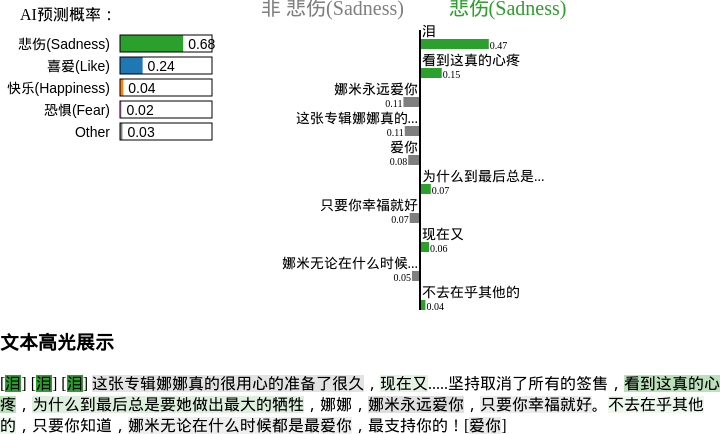 AI预测概率：
悲伤(Sadness) 0.68
喜爱(Like) 0.24
快乐(Happiness) 0.04
恐惧(Fear) 0.02
Other 0.03
非 悲伤(Sadness) 悲伤(Sadness)
泪
0.47
看到这真的心疼
0.15
娜米永远爱你
0.11
这张专辑娜娜真的...
0.11
爱你
0.08
为什么到最后总是...
0.07
只要你幸福就好
0.07
现在又
0.06
娜米无论在什么时候...
0.05
不去在乎其他的
0.04
文本高光展示
[泪] [泪] [泪] 这张专辑娜娜真的很用心的准备了很久，现在又.....坚持取消了所有的签售，看到这真的心
疼，为什么到最后总是要她做出最大的牺牲，娜娜，娜米永远爱你，只要你幸福就好。不去在乎其他
的，只要你知道，娜米无论在什么时候都是最爱你，最支持你的！[爱你]